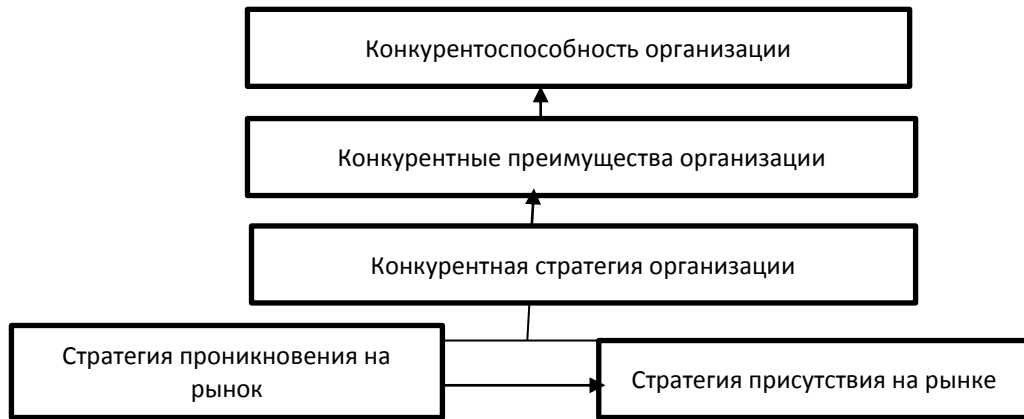 Конкурентоспособность организации
Конкурентные преимущества организации
Конкурентная стратегия организации
Стратегия проникновения на
рынок
Стратегия присутствия на рынке